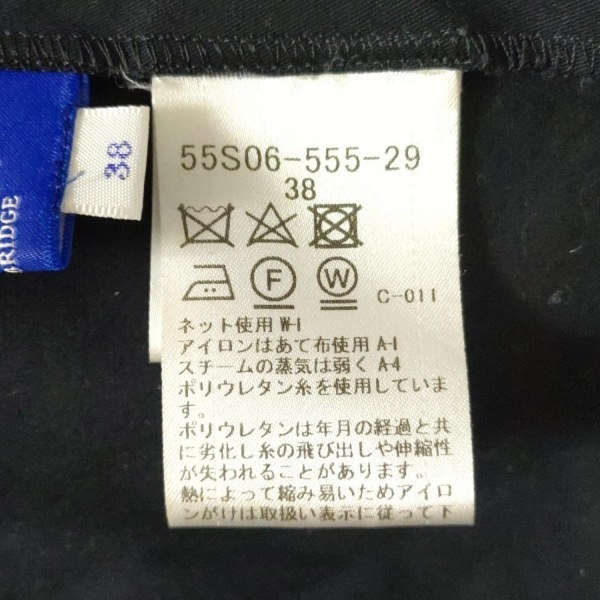 55S06-555-29
38
38
RIDGE
F
W
C-011
ネット使用 W-1
アイロンはあて布使用 A-1
スチームの蒸気は弱く A-4
ポリウレタン糸を使用していま
す。
ポリウレタンは年月の経過と共
に劣化し糸の飛び出しや伸縮性
が失われることがあります。
熱によって縮み易いためアイロ
ンがけは取扱い表示に従って下